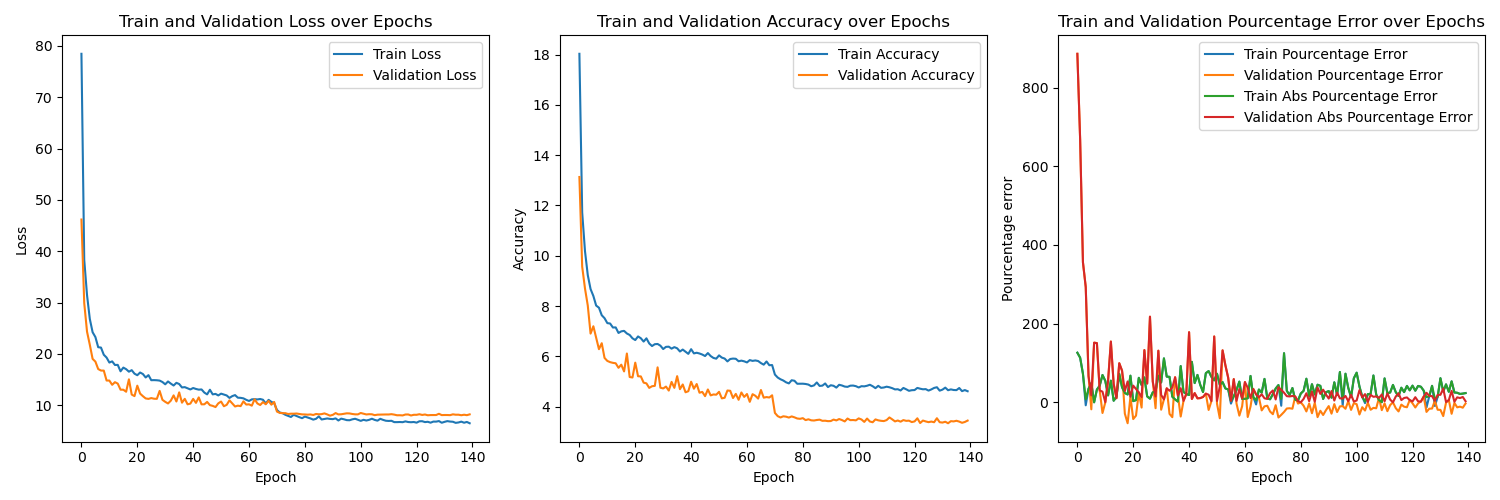 Train and Validation Loss over Epochs
Train Loss
Validation Loss
80
70
60
50
40
30
20
10
Loss
0 20 40 60 80 100 120 140
Epoch
Train and Validation Accuracy over Epochs
Train Accuracy
Validation Accuracy
18
16
14
12
10
8
6
4
Accuracy
0 20 40 60 80 100 120 140
Epoch
Train and Validation Pourcentage Error over Epochs
Train Pourcentage Error
Validation Pourcentage Error
Train Abs Pourcentage Error
Validation Abs Pourcentage Error
800
600
400
200
0
Pourcentage error
0 20 40 60 80 100 120 140
Epoch